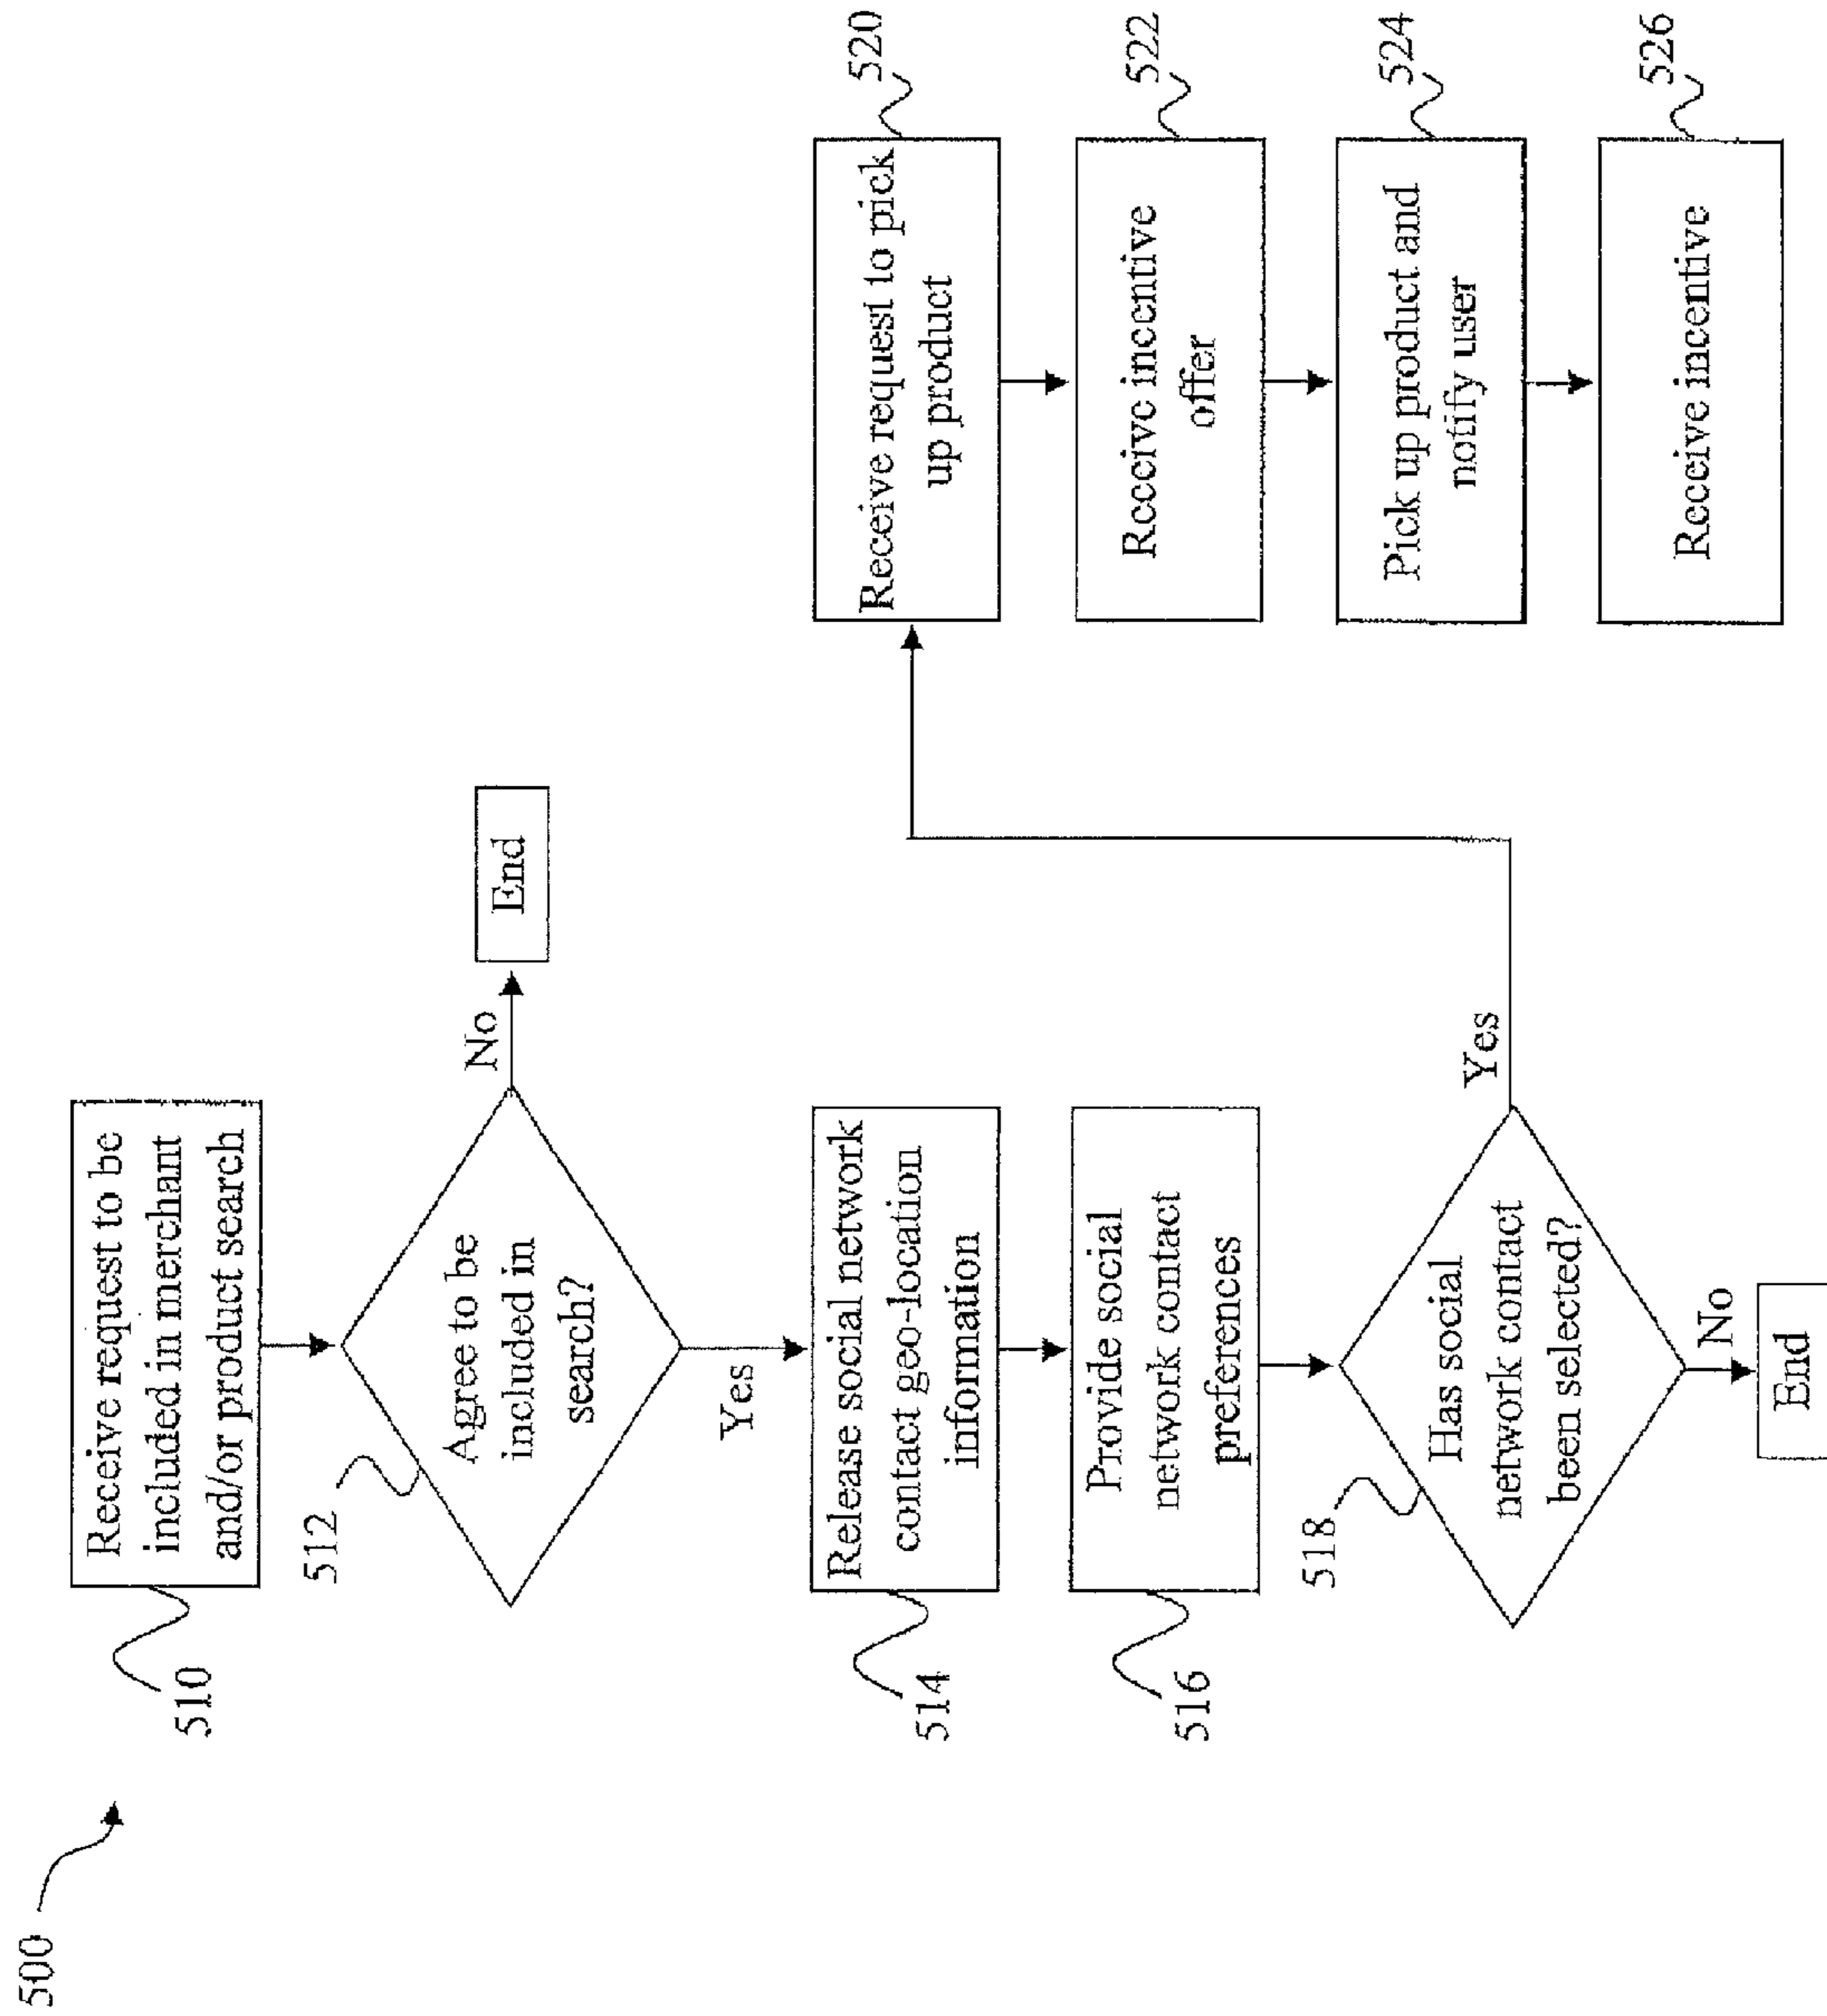 500
510
Receive request to be
included in merchant
and/or product search
512
Agree to be
included in
search?
No
End
Yes
514
Release social network
contact geo-location
information
516
Provide social
network contact
preferences
518
Has social
network contact
been selected?
No
End
Yes
Receive request to pick
up product
520
Receive incentive
offer
522
Pick up product and
notify user
524
Receive incentive
526